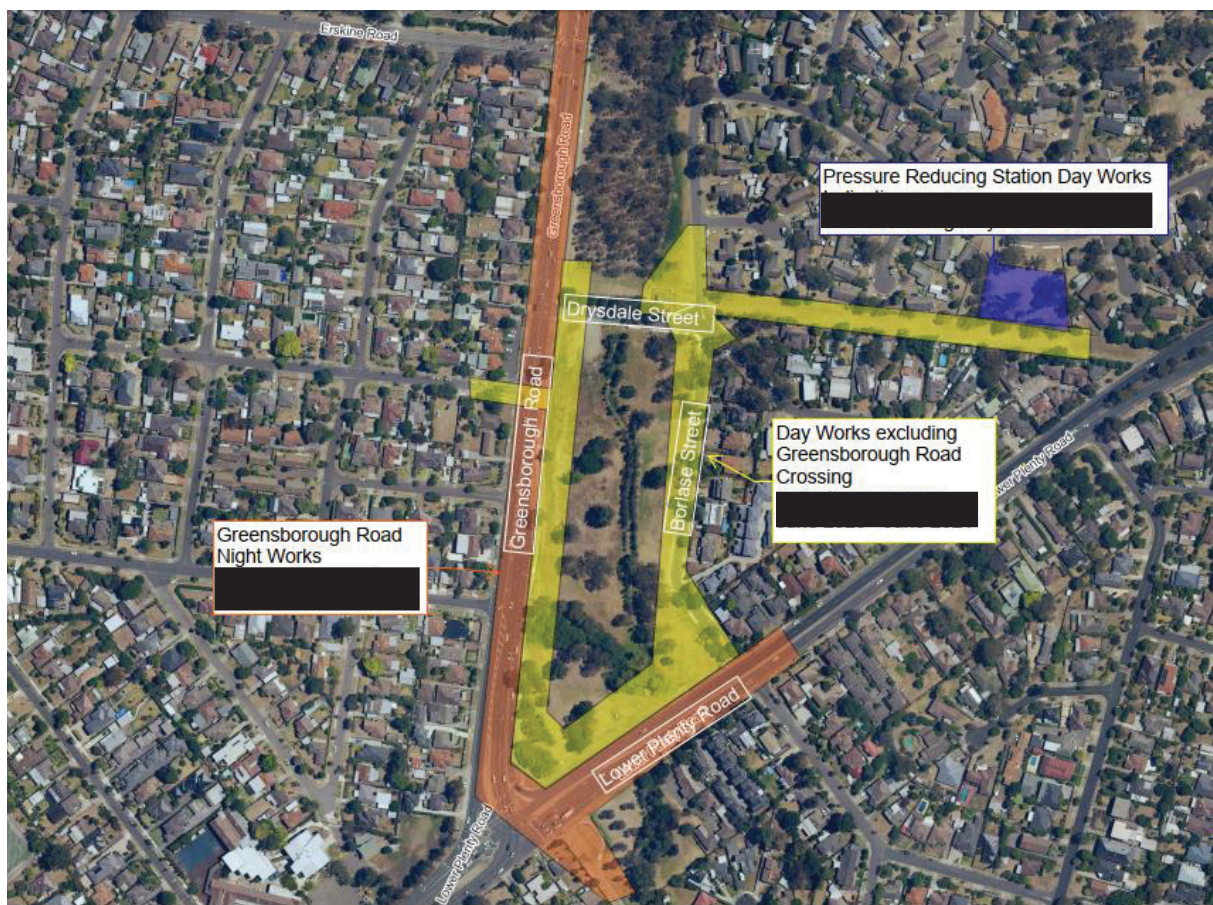 Erskine Road
Greensborough Road
Pressure Reducing Station Day Works
Drysdale Street
Greensborough Road
Borlase Street
Day Works excluding
Greensborough Road
Crossing
Lower Plenty Road
Greensborough Road
Night Works
Lower Plenty Road
Lower Plenty Road